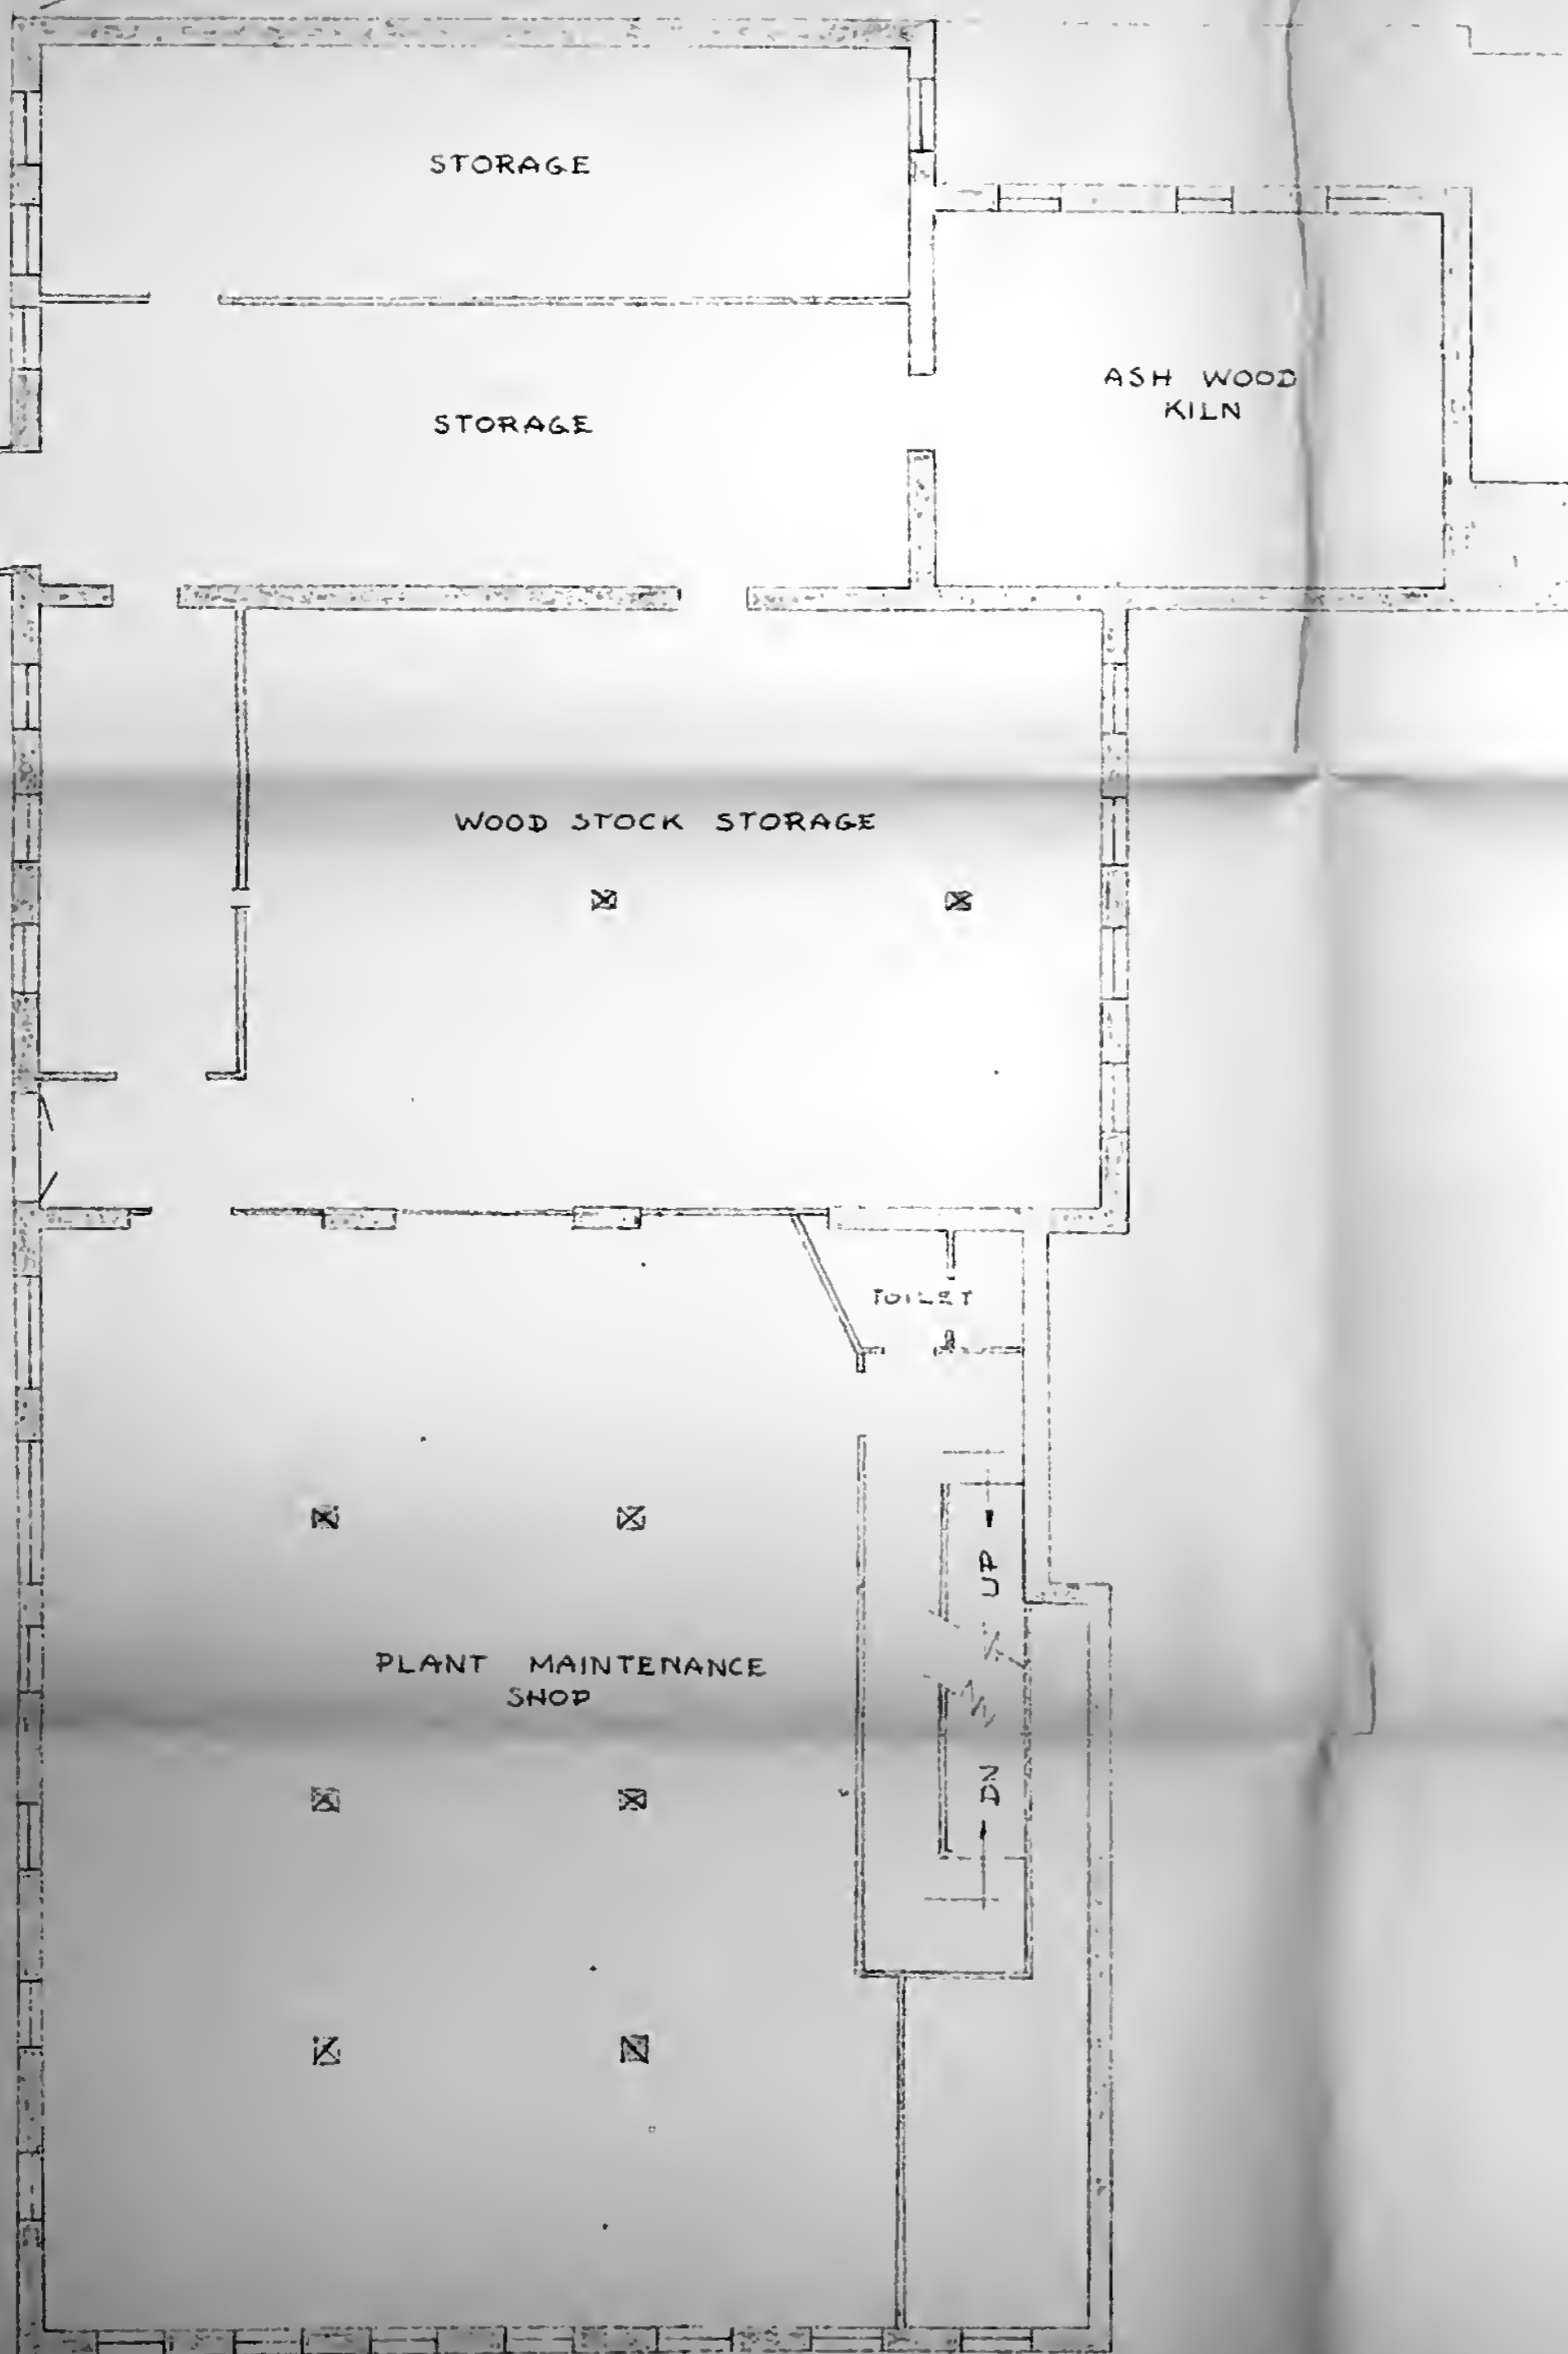 STORAGE
ASH WOOD
KILN
STORAGE
WOOD STOCK STORAGE
TOILET
UP
PLANT MAINTENANCE
SHOP
DN